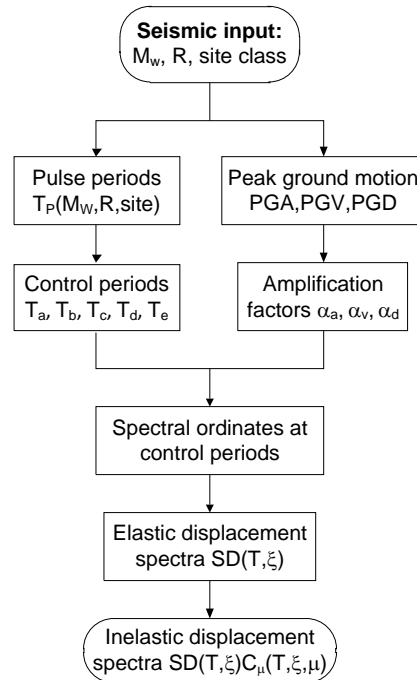 Seismic input:
Mw, R, site class
Pulse periods
TP(MW,R,site)
Peak ground motion
PGA,PGV,PGD
Control periods
Ta, Tb, Tc, Td, Te
Amplification
factors αa, αv, αd
Spectral ordinates at
control periods
Elastic displacement
spectra SD(T,ξ)
Inelastic displacement
spectra SD(T,ξ)Cμ(T,ξ,μ)